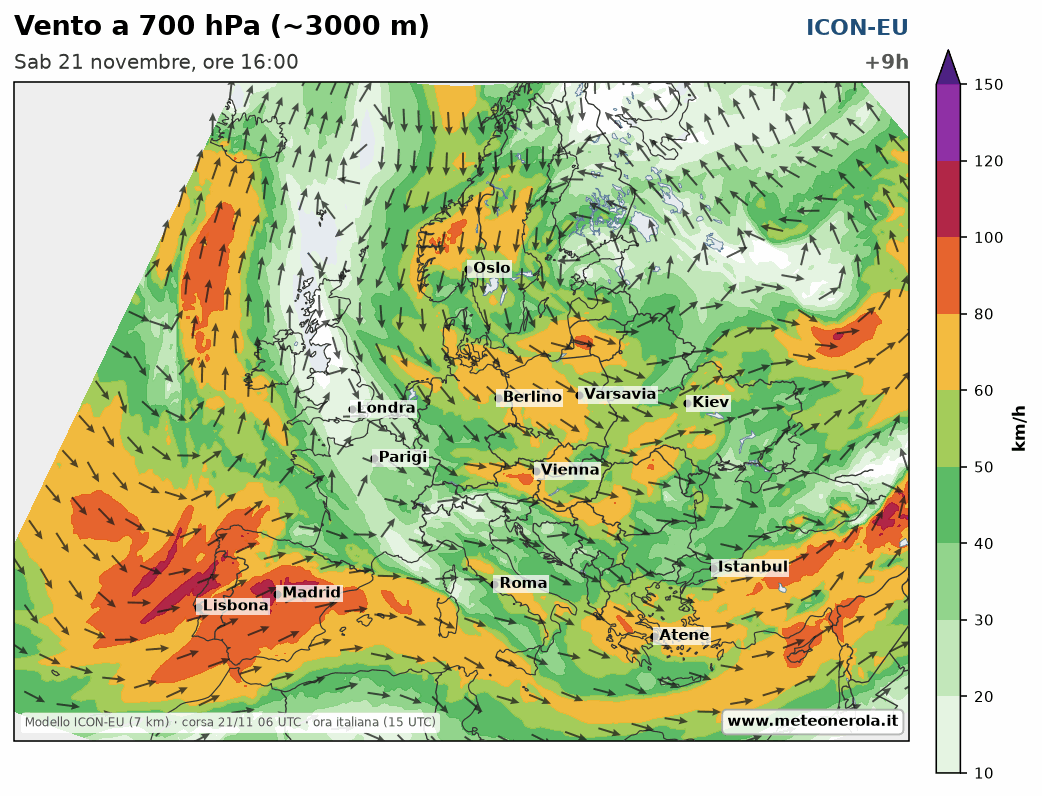 Vento a 700 hPa (~3000 m)
ICON-EU
Sab 21 novembre, ore 16:00
+9h
150
120
100
80
60
50
40
30
20
10
km/h
Oslo
Londra
Berlino
Varsavia
Kiev
Parigi
Vienna
Roma
Istanbul
Madrid
Lisbona
Atene
Modello ICON-EU (7 km) · corsa 21/11 06 UTC · ora italiana (15 UTC)
www.meteonerola.it